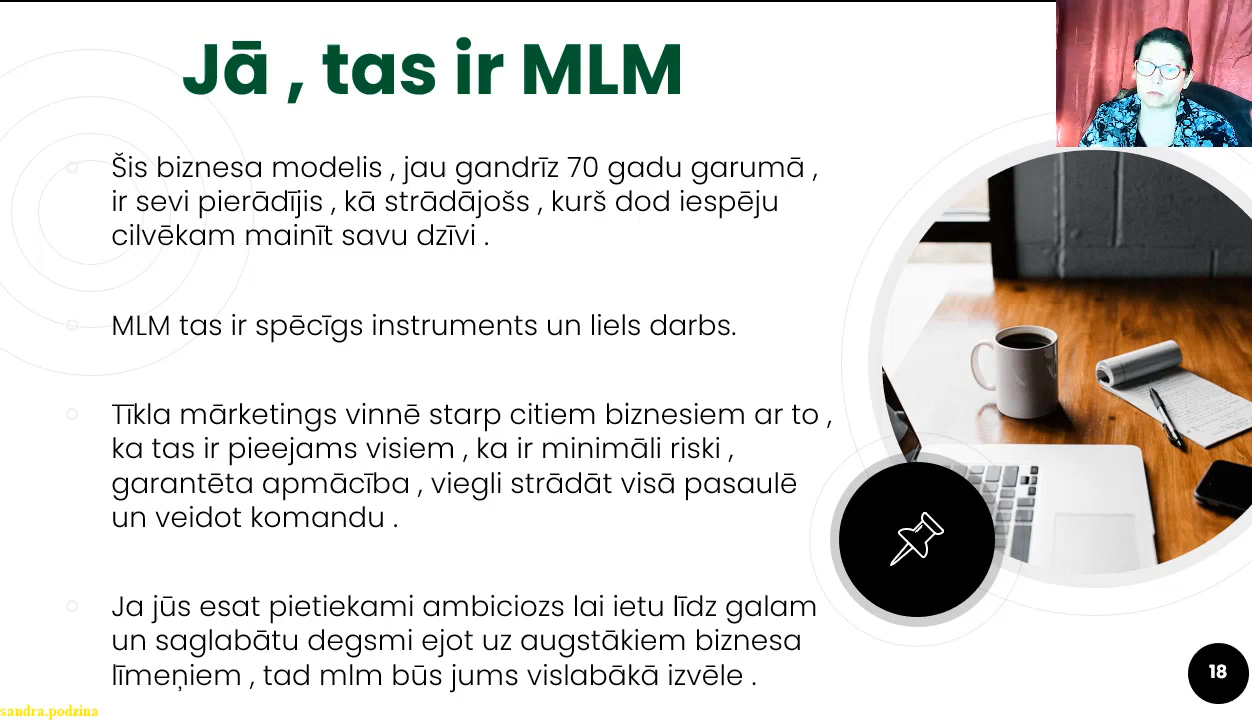 Jā , tas ir MLM
Šis biznesa modelis , jau gandrīz 70 gadu garumā ,
ir sevi pierādījis , kā strādājošs , kurš dod iespēju
cilvēkam mainīt savu dzīvi .
MLM tas ir spēcīgs instruments un liels darbs.
Tīkla mārketings vinnē starp citiem biznesiem ar to ,
ka tas ir pieejams visiem , ka ir minimāli riski ,
garantēta apmācība , viegli strādāt visā pasaulē
un veidot komandu .
Ja jūs esat pietiekami ambiciozs lai ietu līdz galam
un saglabātu degsmi ejot uz augstākiem biznesa
līmeņiem , tad mlm būs jums vislabākā izvēle .
18
sandra.podzina